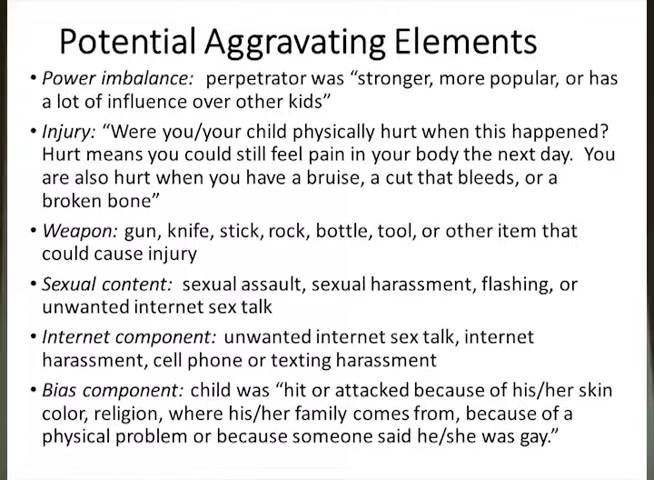 Potential Aggravating Elements
• Power imbalance: perpetrator was “stronger, more popular, or has
a lot of influence over other kids”
• Injury: “Were you/your child physically hurt when this happened?
Hurt means you could still feel pain in your body the next day. You
are also hurt when you have a bruise, a cut that bleeds, or a
broken bone”
• Weapon: gun, knife, stick, rock, bottle, tool, or other item that
could cause injury
• Sexual content: sexual assault, sexual harassment, flashing, or
unwanted internet sex talk
• Internet component: unwanted internet sex talk, internet
harassment, cell phone or texting harassment
• Bias component: child was “hit or attacked because of his/her skin
color, religion, where his/her family comes from, because of a
physical problem or because someone said he/she was gay.”